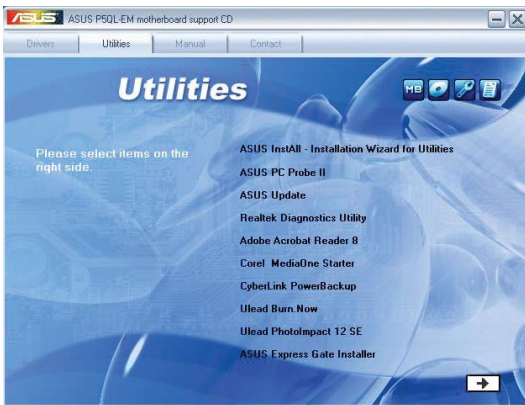 ASUS ASUS P5QL-EM motherboard support CD
Drivers Utilities Manual Contact
Utilities
MB
Please select items on the
right side.
ASUS InstAll - Installation Wizard for Utilities
ASUS PC Probe II
ASUS Update
Realtek Diagnostics Utility
Adobe Acrobat Reader 8
Corel MediaOne Starter
CyberLink PowerBackup
Ulead Burn.Now
Ulead PhotoImpact 12 SE
ASUS Express Gate Installer